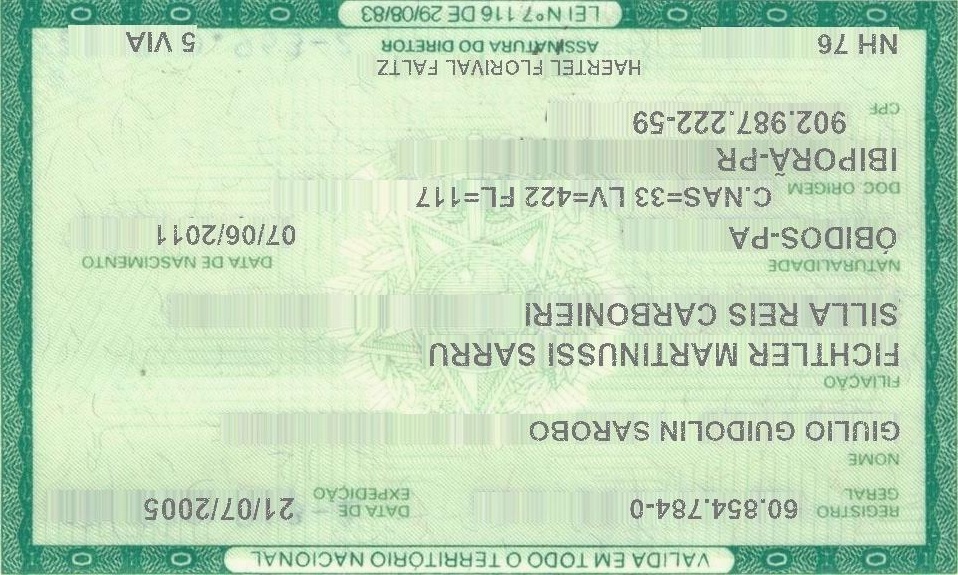 VALIDA EM TODO O TERRITÓRIO NACIONAL
REGISTRO GERAL 60.854.784-0 DATA DE EXPEDIÇÃO 21/07/2005
NOME
GIULIO GUIDOLIN SAROBO
FILIAÇÃO
FICHTLER MARTINUSSI SARRU
SILLA REIS CARBONIERI
NATURALIDADE DATA DE NASCIMENTO
ÓBIDOS-PA 07/06/2011
DOC ORIGEM C.NAS=33 LV=422 FL=117
IBIPORÃ-PR
CPF 902.987.222-59
HAERTEL FLORIVAL FALTZ
NH 76 ASSINATURA DO DIRETOR 5 VIA
LEI Nº 7.116 DE 29/08/83